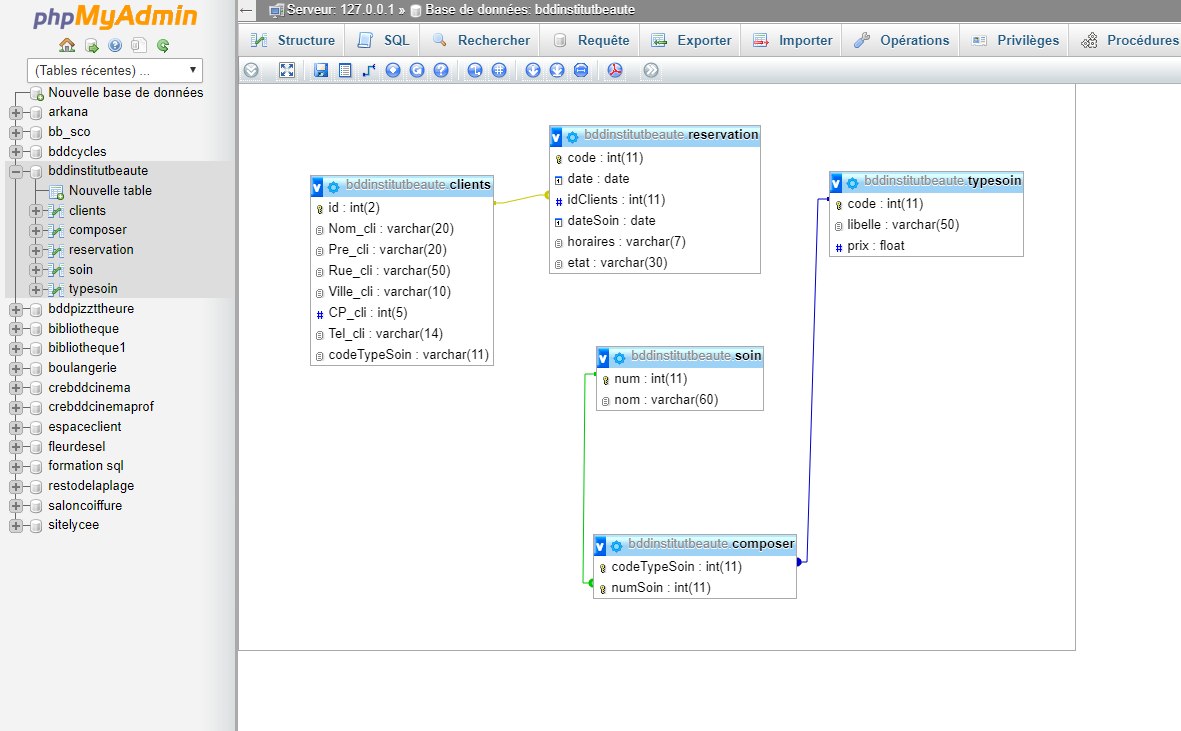 phpMyAdmin
(Tables récentes) ...
Nouvelle base de données
arkana
bb_sco
bddcycles
bddinstitutbeaute
Nouvelle table
clients
composer
reservation
soin
typesoin
bddpizzttheure
bibliotheque
bibliotheque1
boulangerie
crebddcinema
crebddcinemaprof
espaceclient
fleurdesel
formation sql
restodelaplage
saloncoiffure
sitelycee
Serveur: 127.0.0.1 » Base de données: bddinstitutbeaute
Structure SQL Rechercher Requête Exporter Importer Opérations Privilèges Procédures
v bddinstitutbeaute clients
id : int(2)
Nom_cli : varchar(20)
Pre_cli : varchar(20)
Rue_cli : varchar(50)
Ville_cli : varchar(10)
# CP_cli : int(5)
Tel_cli : varchar(14)
codeTypeSoin : varchar(11)
v bddinstitutbeaute reservation
code : int(11)
date : date
# idClients : int(11)
dateSoin : date
horaires : varchar(7)
etat : varchar(30)
v bddinstitutbeaute typesoin
code : int(11)
libelle : varchar(50)
# prix : float
v bddinstitutbeaute soin
num : int(11)
nom : varchar(60)
v bddinstitutbeaute composer
codeTypeSoin : int(11)
numSoin : int(11)